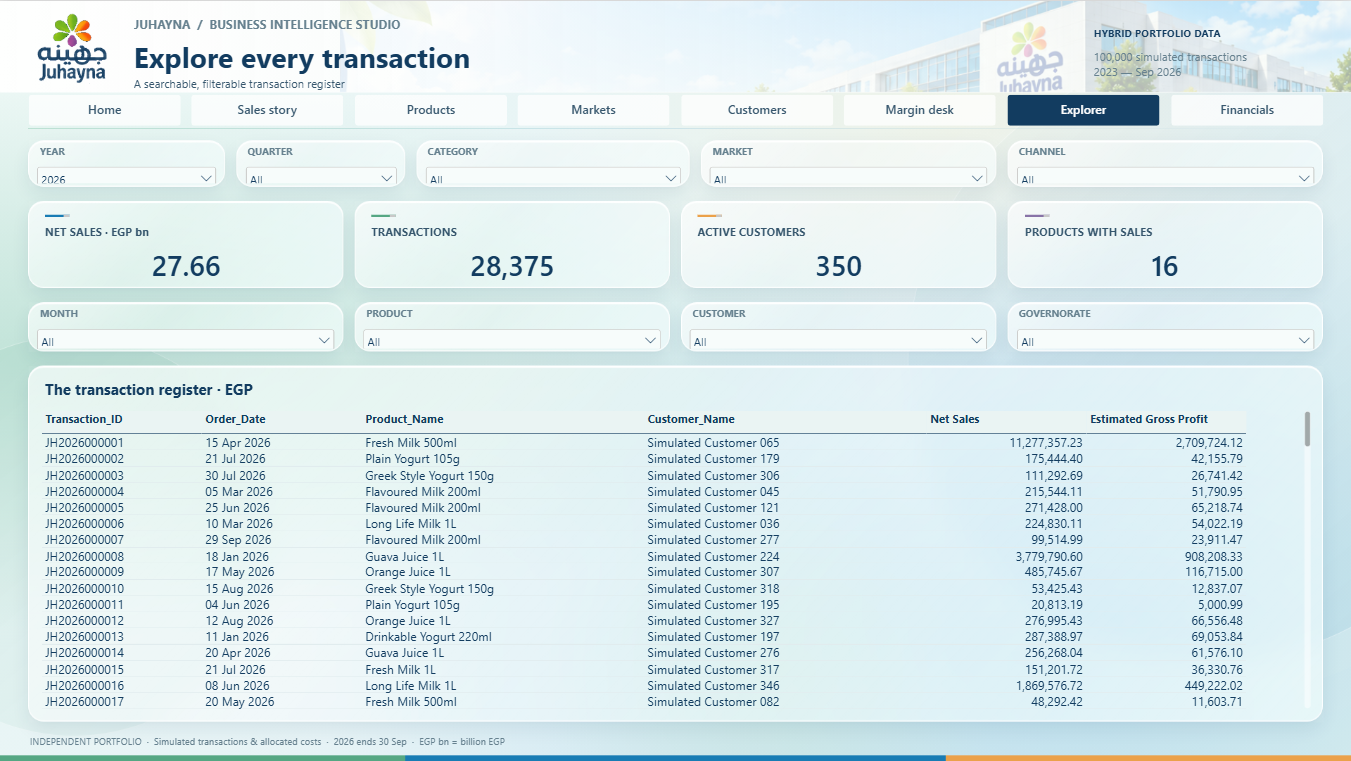 جهينه
Juhayna
JUHAYNA / BUSINESS INTELLIGENCE STUDIO
Explore every transaction
A searchable, filterable transaction register
جهينه
Juhayna
HYBRID PORTFOLIO DATA
100,000 simulated transactions
2023 — Sep 2026
Home Sales story Products Markets Customers Margin desk Explorer Financials
YEAR QUARTER CATEGORY MARKET CHANNEL
2026 All All All All
NET SALES · EGP bn TRANSACTIONS ACTIVE CUSTOMERS PRODUCTS WITH SALES
27.66 28,375 350 16
MONTH PRODUCT CUSTOMER GOVERNORATE
All All All All
The transaction register · EGP
Transaction_ID Order_Date Product_Name Customer_Name Net Sales Estimated Gross Profit
JH2026000001 15 Apr 2026 Fresh Milk 500ml Simulated Customer 065 11,277,357.23 2,709,724.12
JH2026000002 21 Jul 2026 Plain Yogurt 105g Simulated Customer 179 175,444.40 42,155.79
JH2026000003 30 Jul 2026 Greek Style Yogurt 150g Simulated Customer 306 111,292.69 26,741.42
JH2026000004 05 Mar 2026 Flavoured Milk 200ml Simulated Customer 045 215,544.11 51,790.95
JH2026000005 25 Jun 2026 Flavoured Milk 200ml Simulated Customer 121 271,428.00 65,218.74
JH2026000006 10 Mar 2026 Long Life Milk 1L Simulated Customer 036 224,830.11 54,022.19
JH2026000007 29 Sep 2026 Flavoured Milk 200ml Simulated Customer 277 99,514.99 23,911.47
JH2026000008 18 Jan 2026 Guava Juice 1L Simulated Customer 224 3,779,790.60 908,208.33
JH2026000009 17 May 2026 Orange Juice 1L Simulated Customer 307 485,745.67 116,715.00
JH2026000010 15 Aug 2026 Greek Style Yogurt 150g Simulated Customer 318 53,425.43 12,837.07
JH2026000011 04 Jun 2026 Plain Yogurt 105g Simulated Customer 195 20,813.19 5,000.99
JH2026000012 12 Aug 2026 Orange Juice 1L Simulated Customer 327 276,995.43 66,556.48
JH2026000013 11 Jan 2026 Drinkable Yogurt 220ml Simulated Customer 197 287,388.97 69,053.84
JH2026000014 20 Apr 2026 Guava Juice 1L Simulated Customer 276 256,268.04 61,576.10
JH2026000015 21 Jul 2026 Fresh Milk 1L Simulated Customer 317 151,201.72 36,330.76
JH2026000016 08 Jun 2026 Long Life Milk 1L Simulated Customer 346 1,869,576.72 449,222.02
JH2026000017 20 May 2026 Fresh Milk 500ml Simulated Customer 082 48,292.42 11,603.71
INDEPENDENT PORTFOLIO · Simulated transactions & allocated costs · 2026 ends 30 Sep · EGP bn = billion EGP